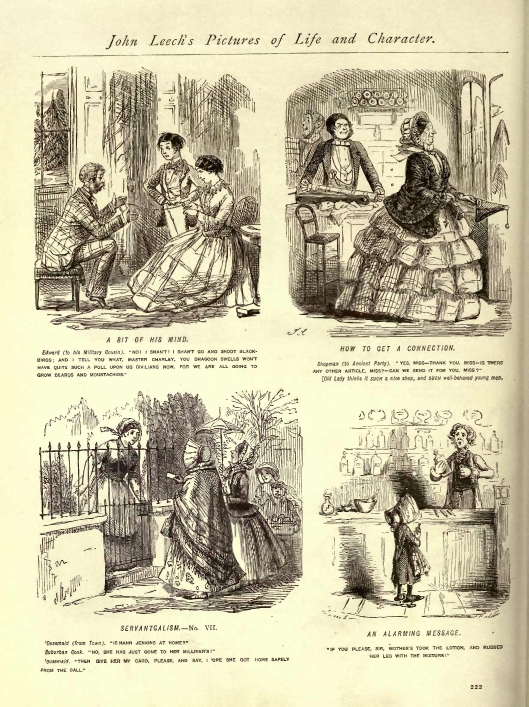 John Leech's Pictures of Life and Character.
A BIT OF HIS MIND.
Edward (to his Military Cousin). "NO! I SHAN'T! I SHAN'T GO AND SHOOT BLACK-
BIRDS; AND I TELL YOU WHAT, MASTER CHARLEY, YOU DRAGOON SWELLS WON'T
HAVE QUITE SUCH A PULL UPON US CIVILIANS NOW, FOR WE ARE ALL GOING TO
GROW BEARDS AND MOUSTACHES."
HOW TO GET A CONNECTION.
Shopman (to Ancient Party). "YES, MISS—THANK YOU, MISS—IS THERE
ANY OTHER ARTICLE, MISS?—CAN WE SEND IT FOR YOU, MISS?"
[Old Lady thinks it such a nice shop, and such well-behaved young men.
SERVANTGALISM.—No. VII.
'Ousemaid (from Town). "IS MANN JENKINS AT HOME?"
Suburban Cook. "NO, SHE HAS JUST GONE TO HER MILLINER'S!"
'Ousemaid. "THEN GIVE HER MY CARD, PLEASE, AND SAY, I 'OPE SHE GOT HOME SAFELY
FROM THE BALL."
AN ALARMING MESSAGE.
"IF YOU PLEASE, SIR, MOTHER'S TOOK THE LOTION, AND RUBBED
HER LEG WITH THE MIXTURE!"
222